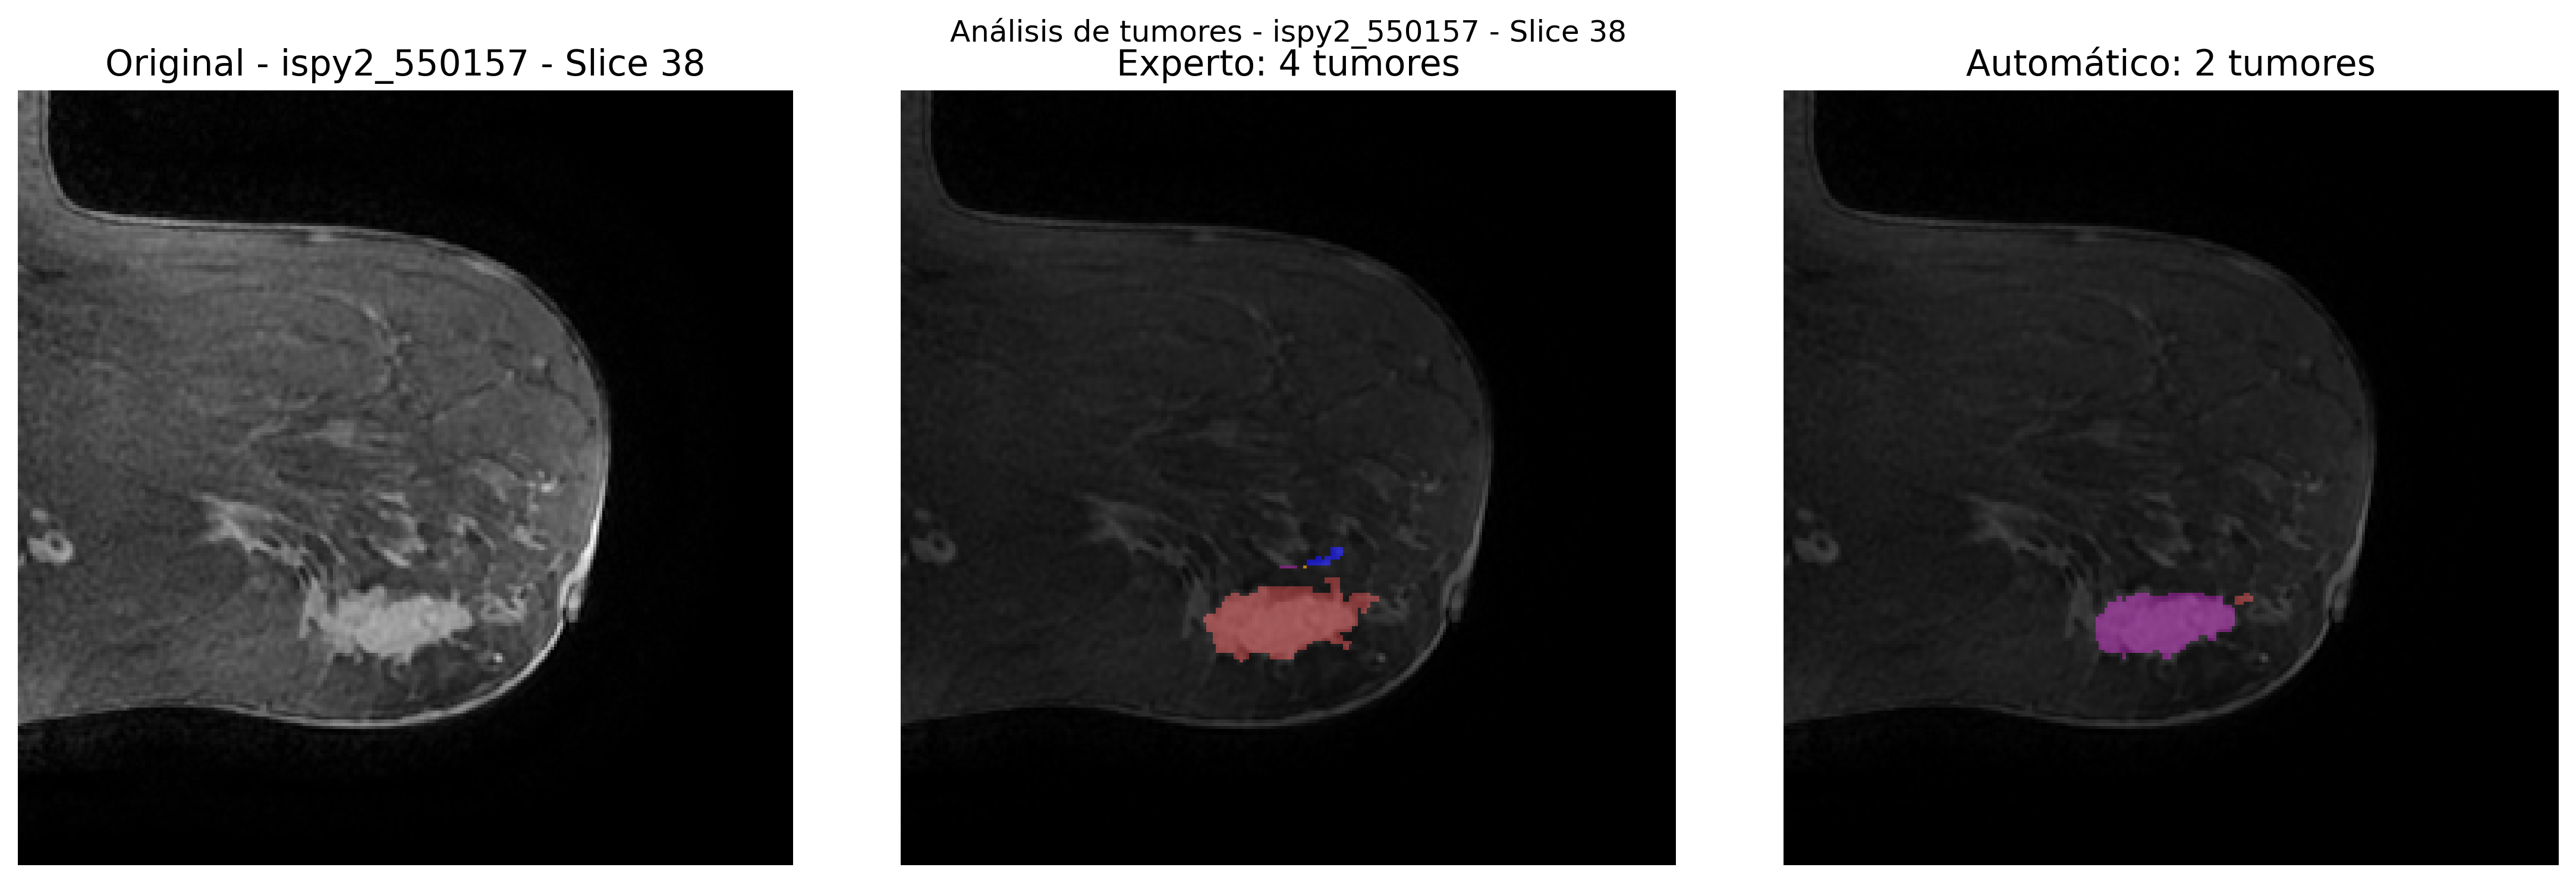 Análisis de tumores - ispy2_550157 - Slice 38
Original - ispy2_550157 - Slice 38
Experto: 4 tumores
Automático: 2 tumores